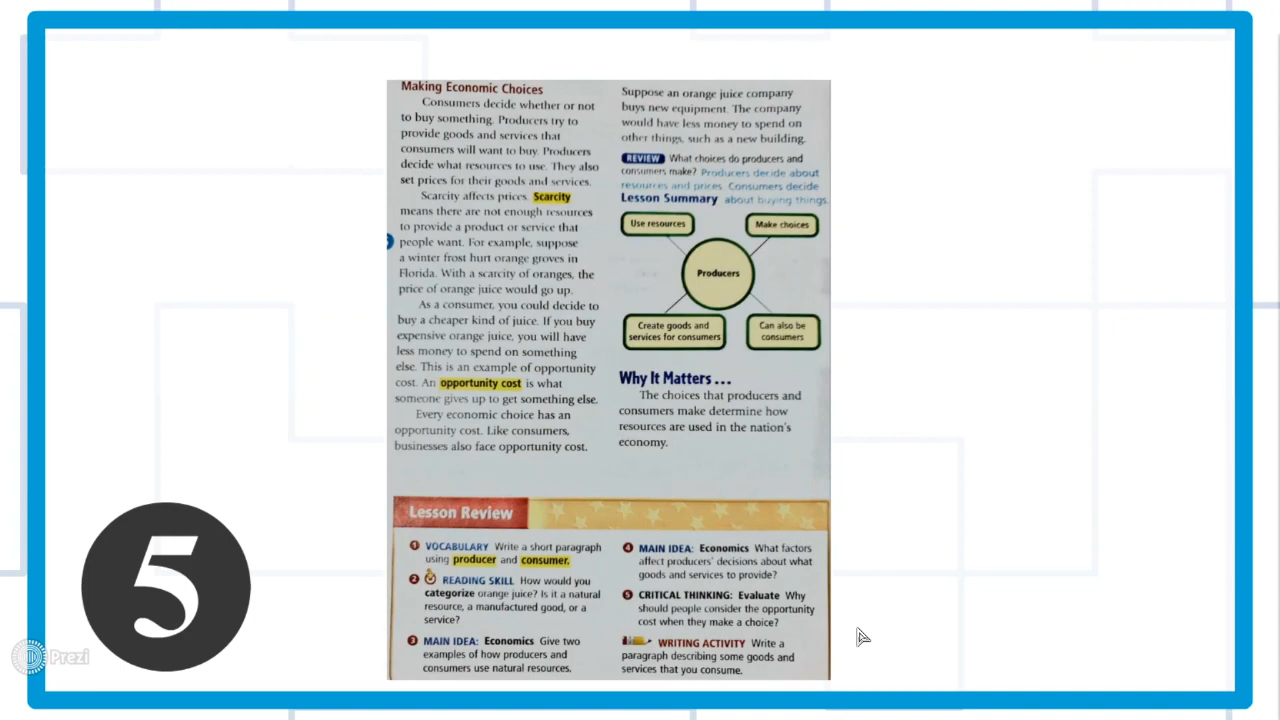 Making Economic Choices
Consumers decide whether or not
to buy something. Producers try to
provide goods and services that
consumers will want to buy. Producers
decide what resources to use. They also
set prices for their goods and services.
Scarcity affects prices. Scarcity
means there are not enough resources
to provide a product or service that
people want. For example, suppose
a winter frost hurt orange groves in
Florida. With a scarcity of oranges, the
price of orange juice would go up.
As a consumer, you could decide to
buy a cheaper kind of juice. If you buy
expensive orange juice, you will have
less money to spend on something
else. This is an example of opportunity
cost. An opportunity cost is what
someone gives up to get something else.
Every economic choice has an
opportunity cost. Like consumers,
businesses also face opportunity cost.
Suppose an orange juice company
buys new equipment. The company
would have less money to spend on
other things, such as a new building.
REVIEW What choices do producers and
consumers make? Producers decide about
resources and prices. Consumers decide
Lesson Summary about buying things.
Use resources
Make choices
Producers
Create goods and
services for consumers
Can also be
consumers
Why It Matters ...
The choices that producers and
consumers make determine how
resources are used in the nation's
economy.
Lesson Review
1 VOCABULARY Write a short paragraph
using producer and consumer.
2 READING SKILL How would you
categorize orange juice? Is it a natural
resource, a manufactured good, or a
service?
3 MAIN IDEA: Economics Give two
examples of how producers and
consumers use natural resources.
4 MAIN IDEA: Economics What factors
affect producers' decisions about what
goods and services to provide?
5 CRITICAL THINKING: Evaluate Why
should people consider the opportunity
cost when they make a choice?
WRITING ACTIVITY Write a
paragraph describing some goods and
services that you consume.
5
Prezi